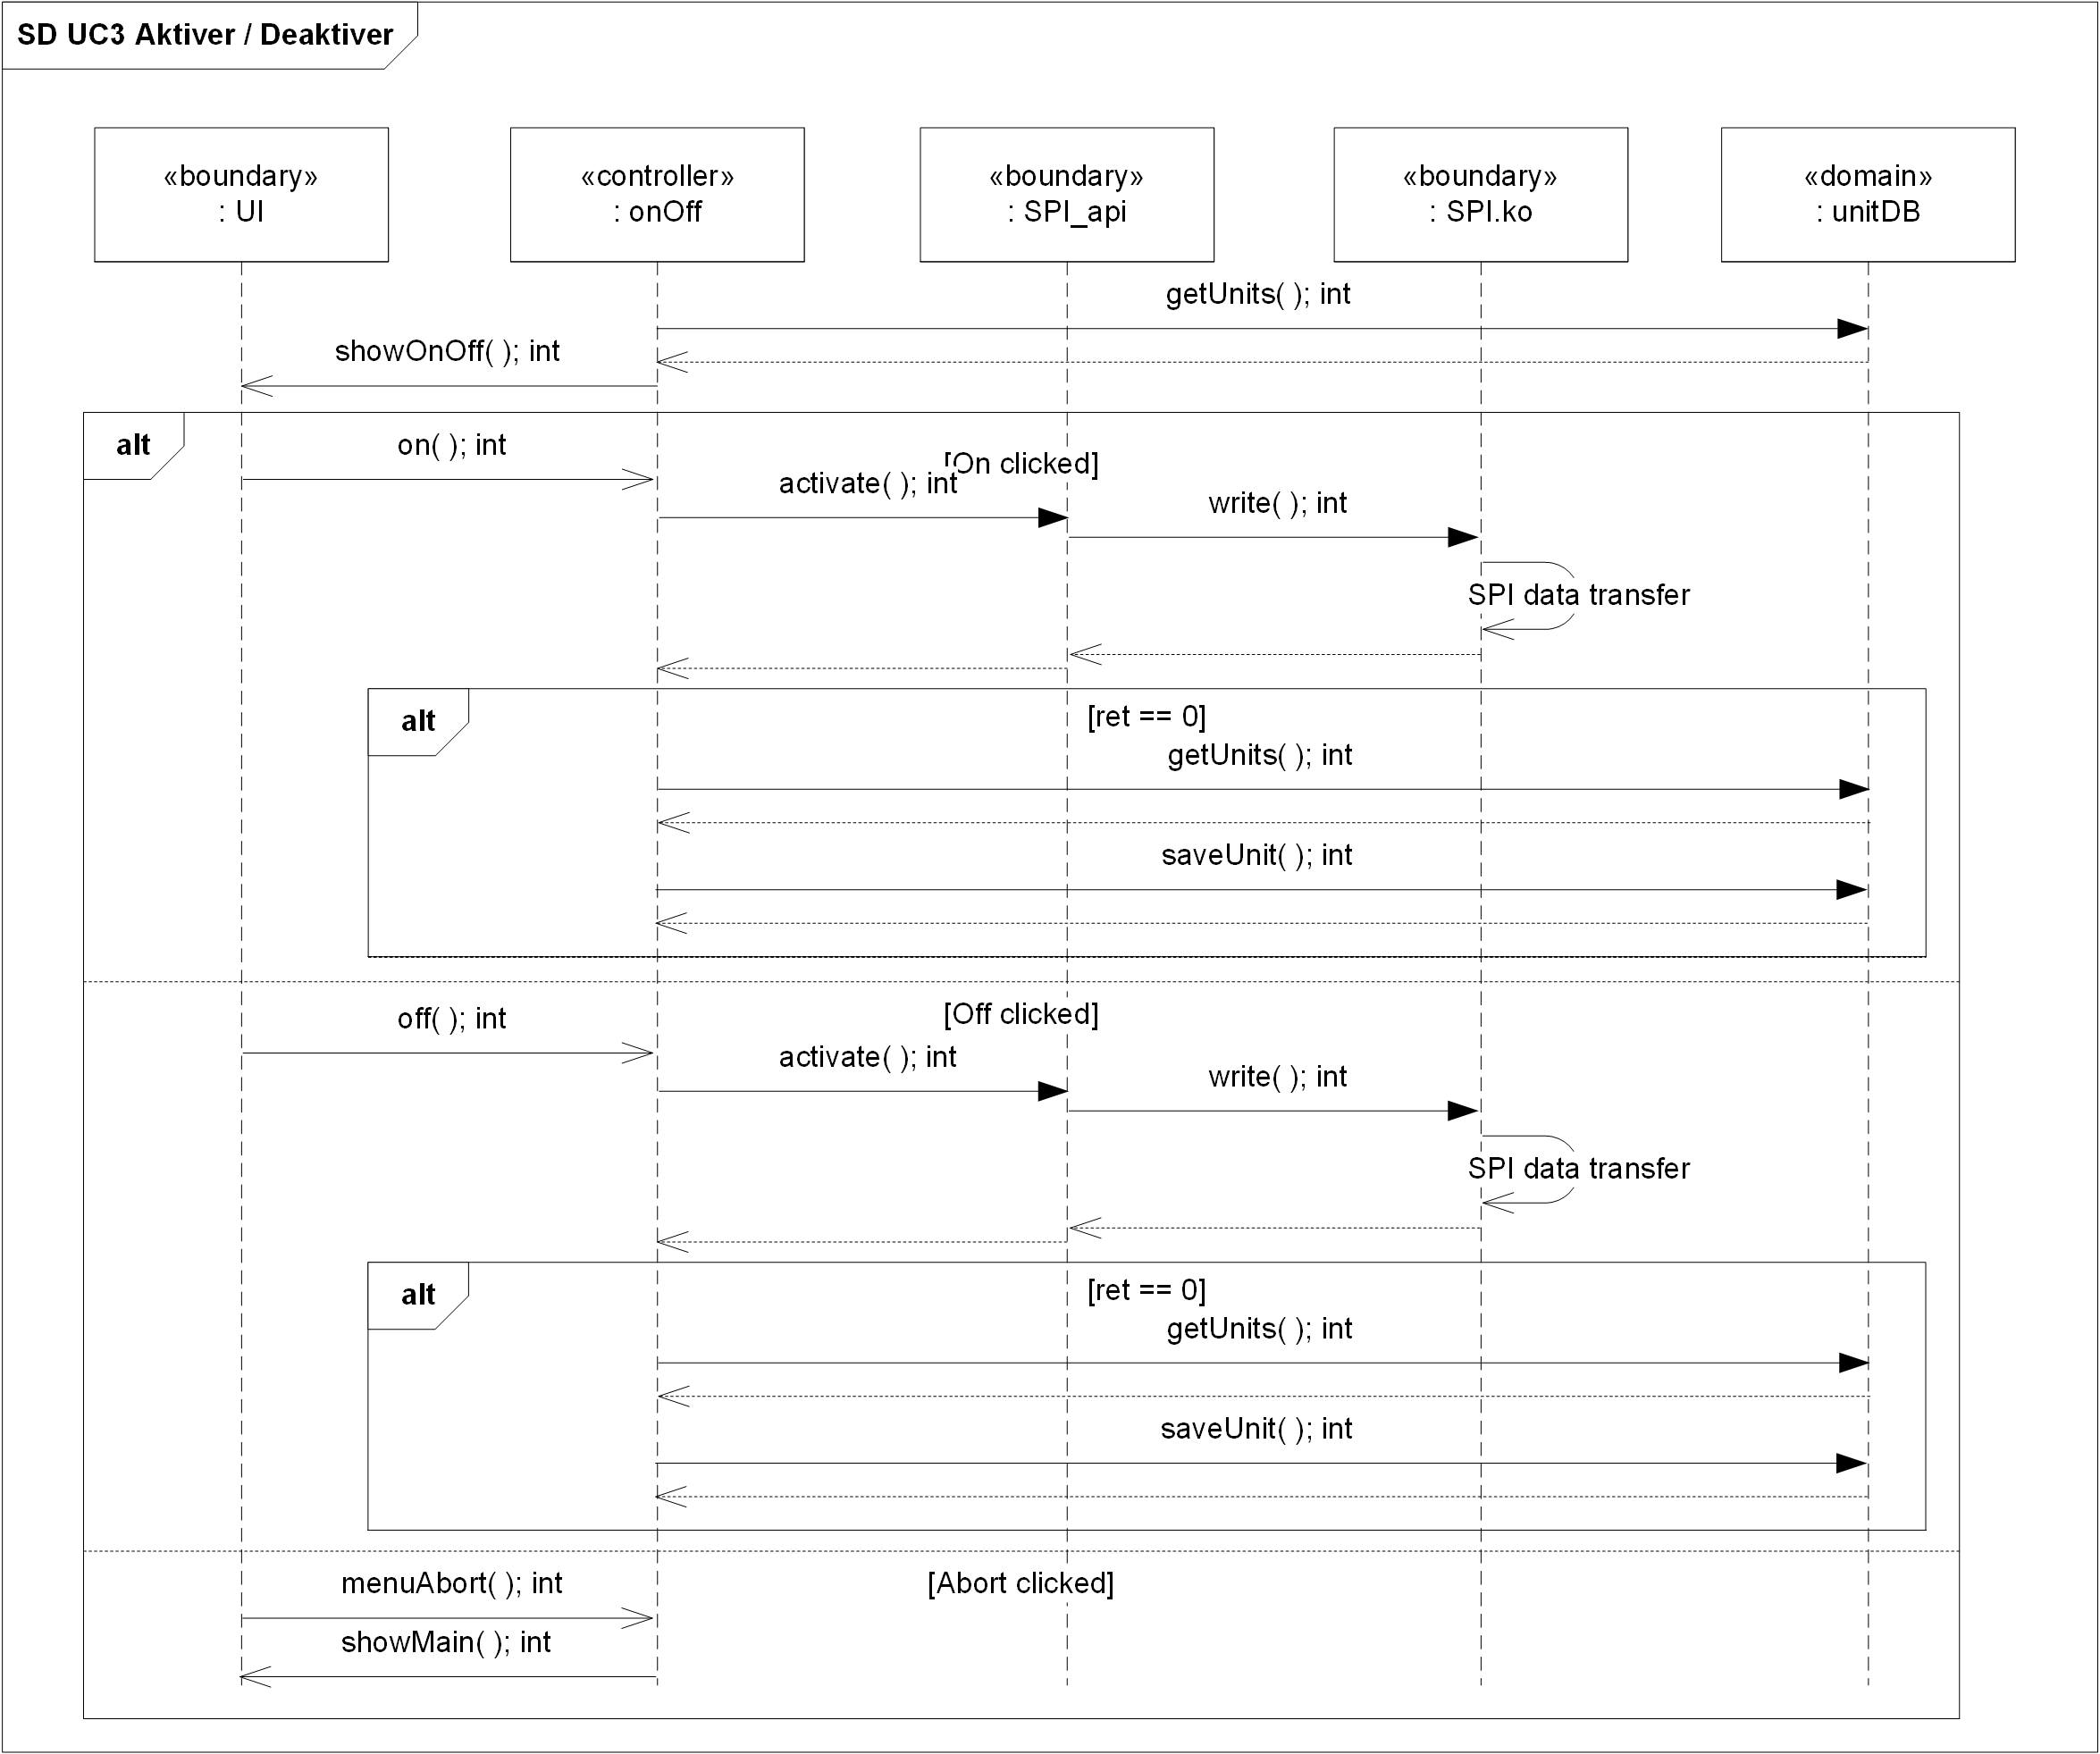 SD UC3 Aktiver / Deaktiver
«boundary»
: UI
«controller»
: onOff
«boundary»
: SPI_api
«boundary»
: SPI.ko
«domain»
: unitDB
getUnits( ); int
showOnOff( ); int
alt
on( ); int
[On clicked]
activate( ); int
write( ); int
SPI data transfer
alt
[ret == 0]
getUnits( ); int
saveUnit( ); int
off( ); int
[Off clicked]
activate( ); int
write( ); int
SPI data transfer
alt
[ret == 0]
getUnits( ); int
saveUnit( ); int
menuAbort( ); int
[Abort clicked]
showMain( ); int